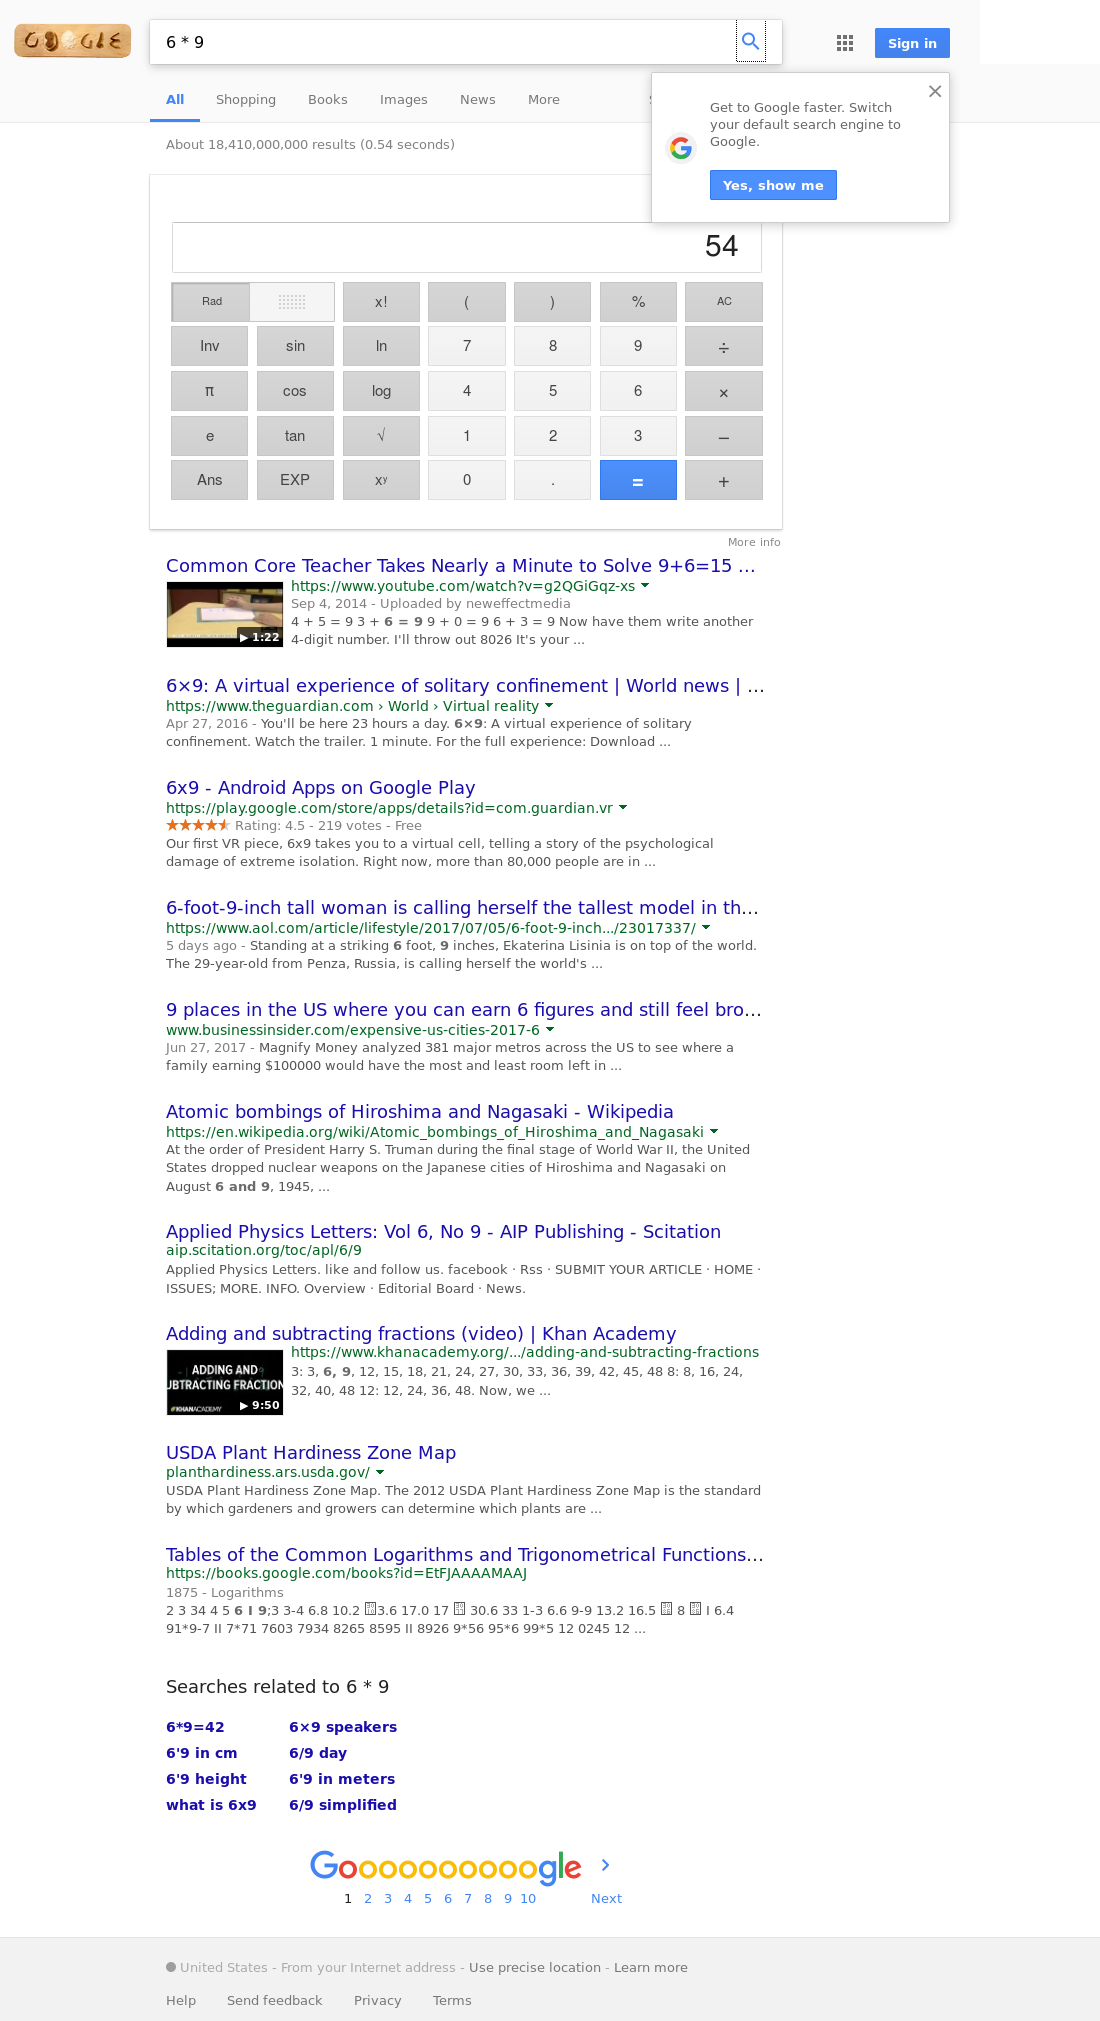 GOOGLE
6 * 9
Sign in
All Shopping Books Images News More
Get to Google faster. Switch
your default search engine to
Google.
Yes, show me
About 18,410,000,000 results (0.54 seconds)
54
Rad x! ( ) % AC
Inv sin ln 7 8 9 ÷
π cos log 4 5 6 ×
e tan √ 1 2 3 −
Ans EXP xʸ 0 . = +
More info
Common Core Teacher Takes Nearly a Minute to Solve 9+6=15 ...
https://www.youtube.com/watch?v=g2QGiGqz-xs
Sep 4, 2014 - Uploaded by neweffectmedia
4 + 5 = 9 3 + 6 = 9 9 + 0 = 9 6 + 3 = 9 Now have them write another
4-digit number. I'll throw out 8026 It's your ...
▶ 1:22
6×9: A virtual experience of solitary confinement | World news | ...
https://www.theguardian.com › World › Virtual reality
Apr 27, 2016 - You'll be here 23 hours a day. 6×9: A virtual experience of solitary
confinement. Watch the trailer. 1 minute. For the full experience: Download ...
6x9 - Android Apps on Google Play
https://play.google.com/store/apps/details?id=com.guardian.vr
Rating: 4.5 - 219 votes - Free
Our first VR piece, 6x9 takes you to a virtual cell, telling a story of the psychological
damage of extreme isolation. Right now, more than 80,000 people are in ...
6-foot-9-inch tall woman is calling herself the tallest model in th...
https://www.aol.com/article/lifestyle/2017/07/05/6-foot-9-inch.../23017337/
5 days ago - Standing at a striking 6 foot, 9 inches, Ekaterina Lisinia is on top of the world.
The 29-year-old from Penza, Russia, is calling herself the world's ...
9 places in the US where you can earn 6 figures and still feel bro...
www.businessinsider.com/expensive-us-cities-2017-6
Jun 27, 2017 - Magnify Money analyzed 381 major metros across the US to see where a
family earning $100000 would have the most and least room left in ...
Atomic bombings of Hiroshima and Nagasaki - Wikipedia
https://en.wikipedia.org/wiki/Atomic_bombings_of_Hiroshima_and_Nagasaki
At the order of President Harry S. Truman during the final stage of World War II, the United
States dropped nuclear weapons on the Japanese cities of Hiroshima and Nagasaki on
August 6 and 9, 1945, ...
Applied Physics Letters: Vol 6, No 9 - AIP Publishing - Scitation
aip.scitation.org/toc/apl/6/9
Applied Physics Letters. like and follow us. facebook · Rss · SUBMIT YOUR ARTICLE · HOME ·
ISSUES; MORE. INFO. Overview · Editorial Board · News.
Adding and subtracting fractions (video) | Khan Academy
https://www.khanacademy.org/.../adding-and-subtracting-fractions
3: 3, 6, 9, 12, 15, 18, 21, 24, 27, 30, 33, 36, 39, 42, 45, 48 8: 8, 16, 24,
32, 40, 48 12: 12, 24, 36, 48. Now, we ...
ADDING AND
UBTRACTING FRACTION
KHANACADEMY
▶ 9:50
USDA Plant Hardiness Zone Map
planthardiness.ars.usda.gov/
USDA Plant Hardiness Zone Map. The 2012 USDA Plant Hardiness Zone Map is the standard
by which gardeners and growers can determine which plants are ...
Tables of the Common Logarithms and Trigonometrical Functions...
https://books.google.com/books?id=EtFJAAAAMAAJ
1875 - Logarithms
2 3 34 4 5 6 I 9;3 3-4 6.8 10.2 3.6 17.0 17 30.6 33 1-3 6.6 9-9 13.2 16.5 8 I 6.4
91*9-7 II 7*71 7603 7934 8265 8595 II 8926 9*56 95*6 99*5 12 0245 12 ...
Searches related to 6 * 9
6*9=42 6×9 speakers
6'9 in cm 6/9 day
6'9 height 6'9 in meters
what is 6x9 6/9 simplified
Goooooooooogle
1 2 3 4 5 6 7 8 9 10 Next
United States - From your Internet address - Use precise location - Learn more
Help Send feedback Privacy Terms